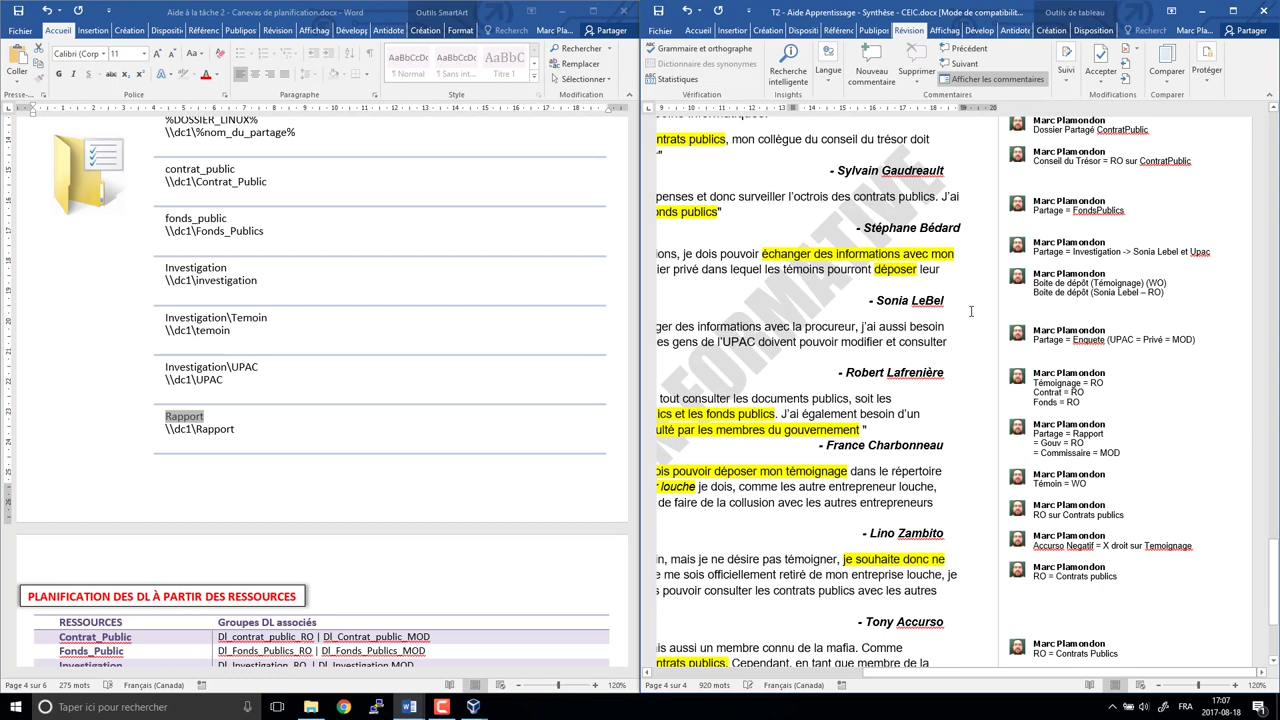 Fichier Accueil Insertion Création Disposit Référen Publipos Révision Affichag Dévelop Antidote Création Format Recherch Marc Pla... Partager
Coller
Presse-...
Calibri (Corp 11
G I S abc X₂ X² A
Police
Paragraphe
AaBbCcDc AaBbCcDc AaBbC
¶ Normal ¶ Sans int... Titre 1
Style
Rechercher
Remplacer
Sélectionner
Modification
%DOSSIER_LINUX%
\\dc1\%nom_du_partage%
contrat_public
\\dc1\Contrat_Public
fonds_public
\\dc1\Fonds_Publics
Investigation
\\dc1\investigation
Investigation\Temoin
\\dc1\temoin
Investigation\UPAC
\\dc1\UPAC
Rapport
\\dc1\Rapport
PLANIFICATION DES DL À PARTIR DES RESSOURCES
RESSOURCES Groupes DL associés
Contrat_Public Dl_contrat_public_RO | Dl_Contrat_public_MOD
Fonds_Public Dl_Fonds_Publics_RO | Dl_Fonds_Publics_MOD
Investigation Dl_Investigation_RO | Dl_Investigation_MOD
Page 4 sur 6 275 mots Français (Canada) 120%
T2 - Aide Mémoire - Synthèse - CEIC.docx [Mode de compatibilit...
Fichier Accueil Insertion Création Disposit Référe Publipos Révision Affichag Dévelop Antidote Outils de tableau Recherct Marc Pla... Partager
Grammaire et orthographe
Dictionnaire des synonymes
Statistiques
Vérification
Recherche intelligente
Insights
Langue
Nouveau commentaire
Supprimer
Précédent
Suivant
Afficher les commentaires
Commentaires
Suivi
Accepter
Modifications
Comparer
Comparer
Protéger
INFORMATIVE
ntrats publics, mon collègue du conseil du trésor doit
r"
- Sylvain Gaudreault
penses et donc surveiller l'octrois des contrats publics. J'ai
onds publics"
- Stéphane Bédard
ions, je dois pouvoir échanger des informations avec mon
ier privé dans lequel les témoins pourront déposer leur
- Sonia LeBel
ger des informations avec la procureur, j'ai aussi besoin
es gens de l'UPAC doivent pouvoir modifier et consulter
- Robert Lafrenière
tout consulter les documents publics, soit les
ics et les fonds publics. J'ai également besoin d'un
ulté par les membres du gouvernement "
- France Charbonneau
ois pouvoir déposer mon témoignage dans le répertoire
r louche je dois, comme les autre entrepreneur louche,
de faire de la collusion avec les autres entrepreneurs
- Lino Zambito
in, mais je ne désire pas témoigner, je souhaite donc ne
e me sois officiellement retiré de mon entreprise louche, je
s pouvoir consulter les contrats publics avec les autres
- Tony Accurso
ais aussi un membre connu de la mafia. Comme
ntrats publics. Cependant, en tant que membre de la
Marc Plamondon
Dossier Partagé ContratPublic
Marc Plamondon
Conseil du Trésor = RO sur ContratPublic
Marc Plamondon
Partage = FondsPublics
Marc Plamondon
Partage = Investigation -> Sonia Lebel et Upac
Marc Plamondon
Boite de dépôt (Témoignage) (WO)
Boite de dépôt (Sonia Lebel – RO)
Marc Plamondon
Partage = Enquete (UPAC = Privé = MOD)
Marc Plamondon
Témoignage = RO
Contrat = RO
Fonds = RO
Marc Plamondon
Partage = Rapport
= Gouv = RO
= Commissaire = MOD
Marc Plamondon
Témoin = WO
Marc Plamondon
RO sur Contrats publics
Marc Plamondon
Accurso Negatif = X droit sur Temoignage
Marc Plamondon
RO = Contrats publics
Marc Plamondon
RO = Contrats Publics
Page 4 sur 4 920 mots Français (Canada) 120%
Taper ici pour rechercher
FRA
17:07
2017-08-18